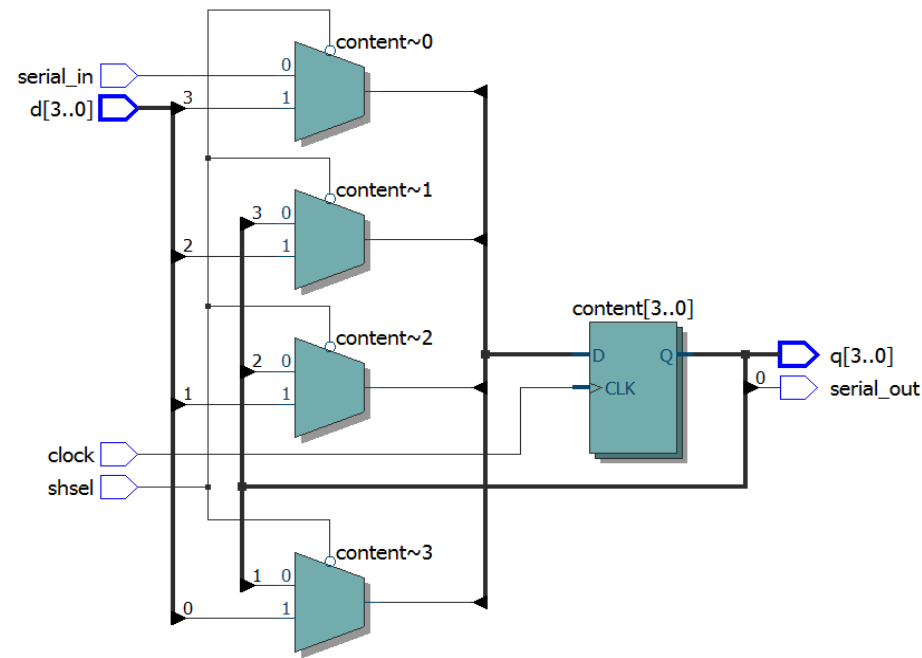 content~0
serial_in
0
d[3..0]
3
1
content~1
3
0
2
1
content[3..0]
content~2
2
0
D
Q
q[3..0]
1
1
0
serial_out
CLK
clock
shsel
content~3
1
0
0
1